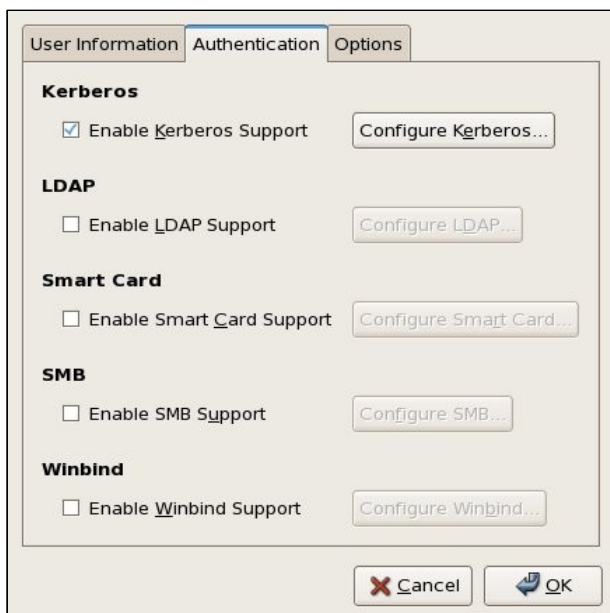 User Information Authentication Options
Kerberos
Enable Kerberos Support Configure Kerberos...
LDAP
Enable LDAP Support Configure LDAP...
Smart Card
Enable Smart Card Support Configure Smart Card...
SMB
Enable SMB Support Configure SMB...
Winbind
Enable Winbind Support Configure Winbind...
Cancel OK